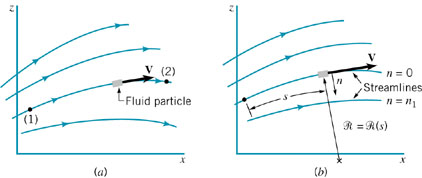 z
V
(2)
Fluid particle
(1)
x
(a)
z
V
n = 0
n
Streamlines
s
n = n₁
ℛ = ℛ(s)
x
(b)